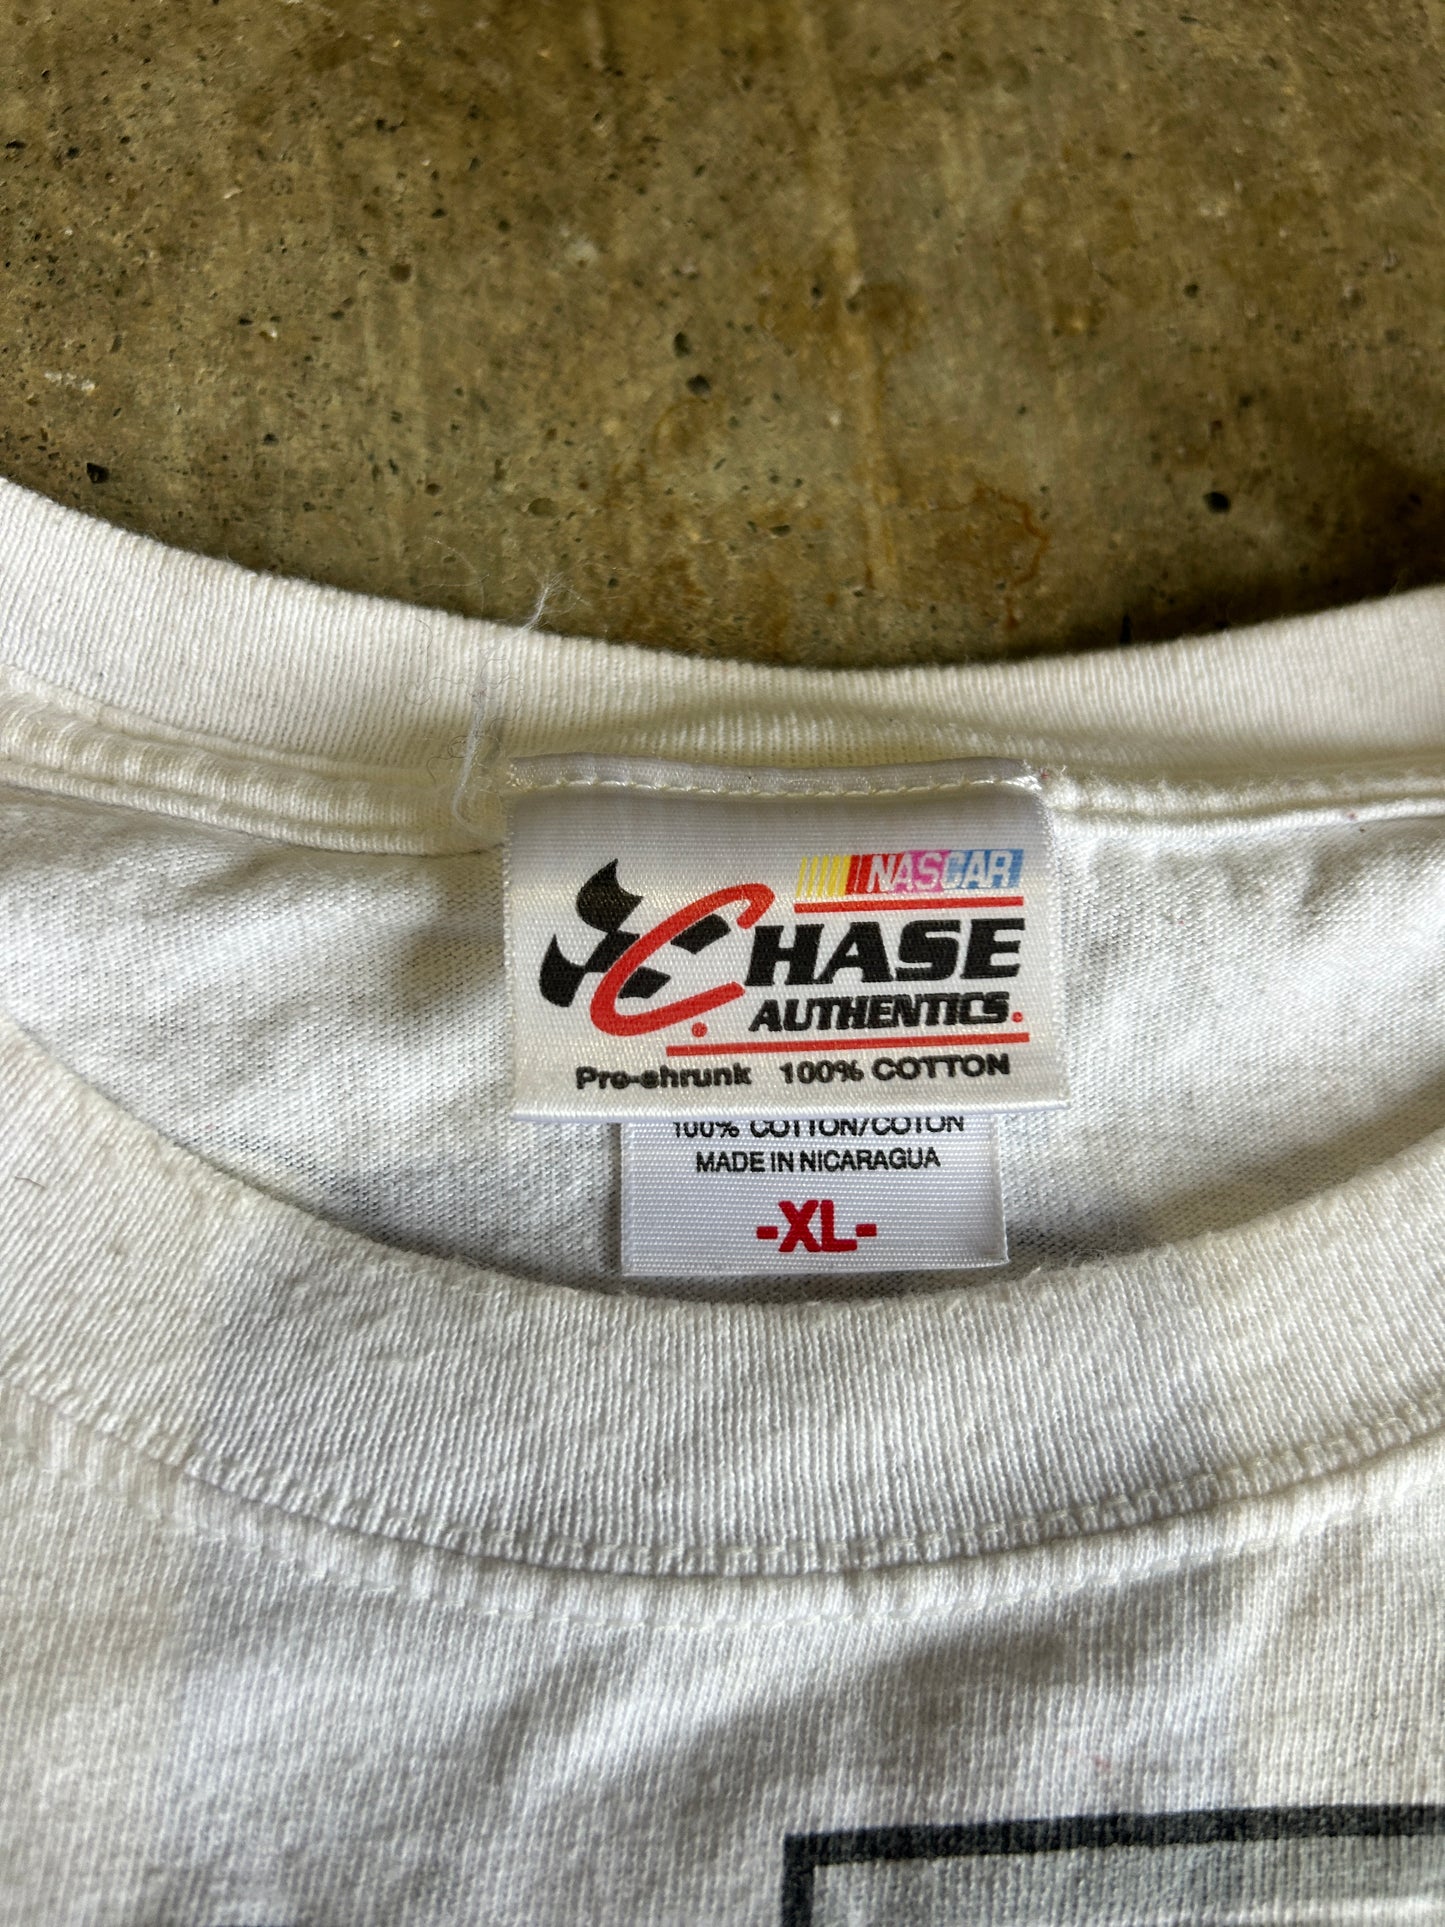 NASCAR
CHASE
AUTHENTICS.
Pre-shrunk 100% COTTON
100% COTTON/COTON
MADE IN NICARAGUA
-XL-